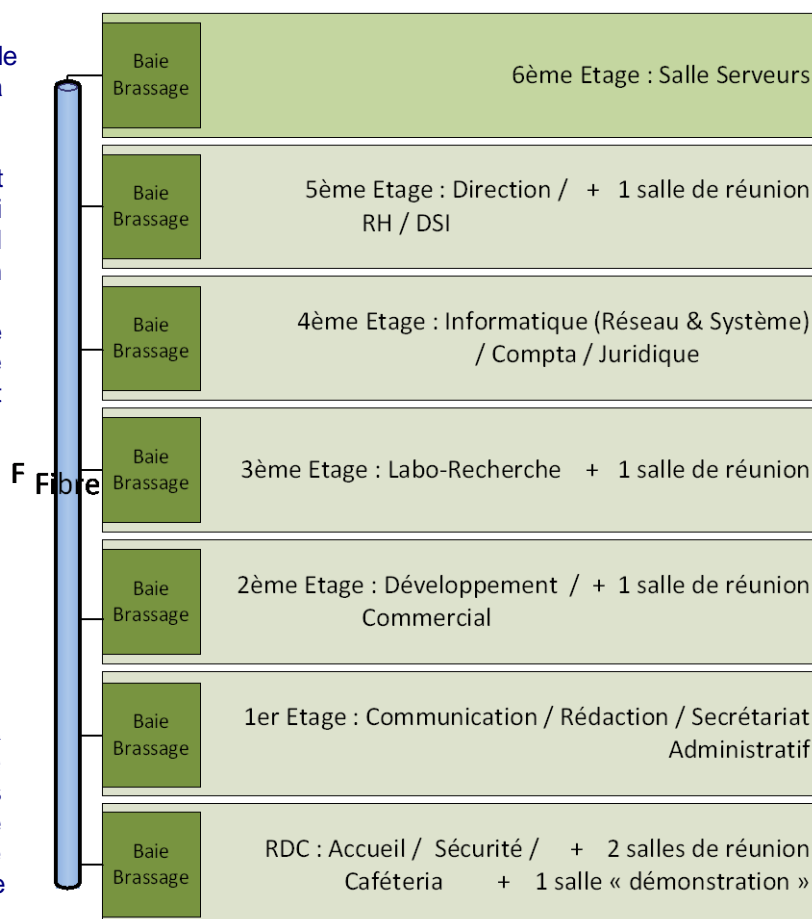 Baie
Brassage
6ème Etage : Salle Serveurs
Baie
Brassage
5ème Etage : Direction / + 1 salle de réunion
RH / DSI
Baie
Brassage
4ème Etage : Informatique (Réseau & Système)
/ Compta / Juridique
F Fibre
Baie
Brassage
3ème Etage : Labo-Recherche + 1 salle de réunion
Baie
Brassage
2ème Etage : Développement / + 1 salle de réunion
Commercial
Baie
Brassage
1er Etage : Communication / Rédaction / Secrétariat
Administratif
Baie
Brassage
RDC : Accueil / Sécurité / + 2 salles de réunion
Caféteria + 1 salle « démonstration »